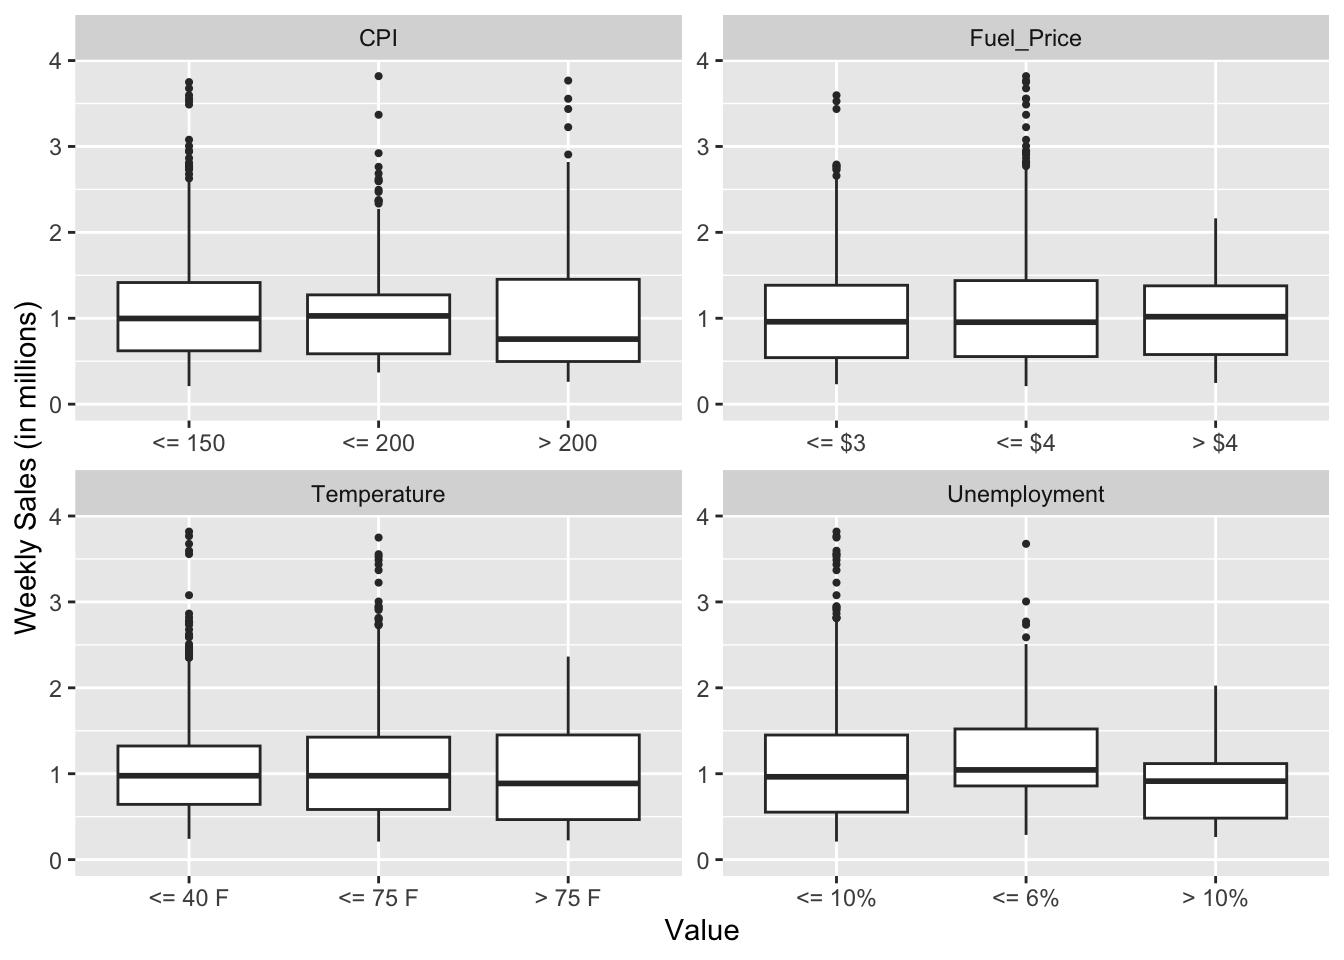 CPI
Fuel_Price
4
3
2
1
0
4
3
2
1
0
<= 150 <= 200 > 200
<= $3 <= $4 > $4
Temperature
Unemployment
4
3
2
1
0
4
3
2
1
0
<= 40 F <= 75 F > 75 F
<= 10% <= 6% > 10%
Weekly Sales (in millions)
Value